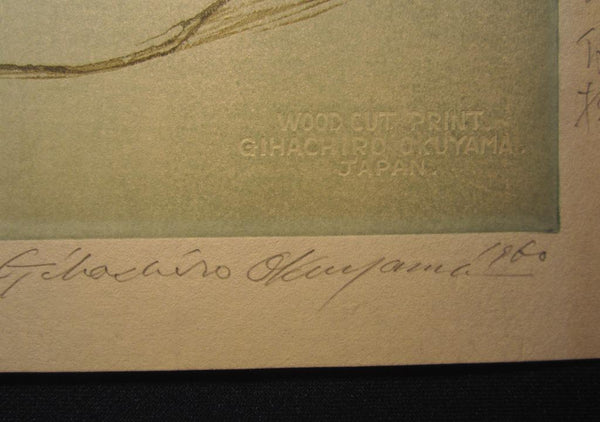 WOOD CUT PRINT.
GIHACHIRO OKUYAMA.
JAPAN.
Gihachiro Okuyama 1960